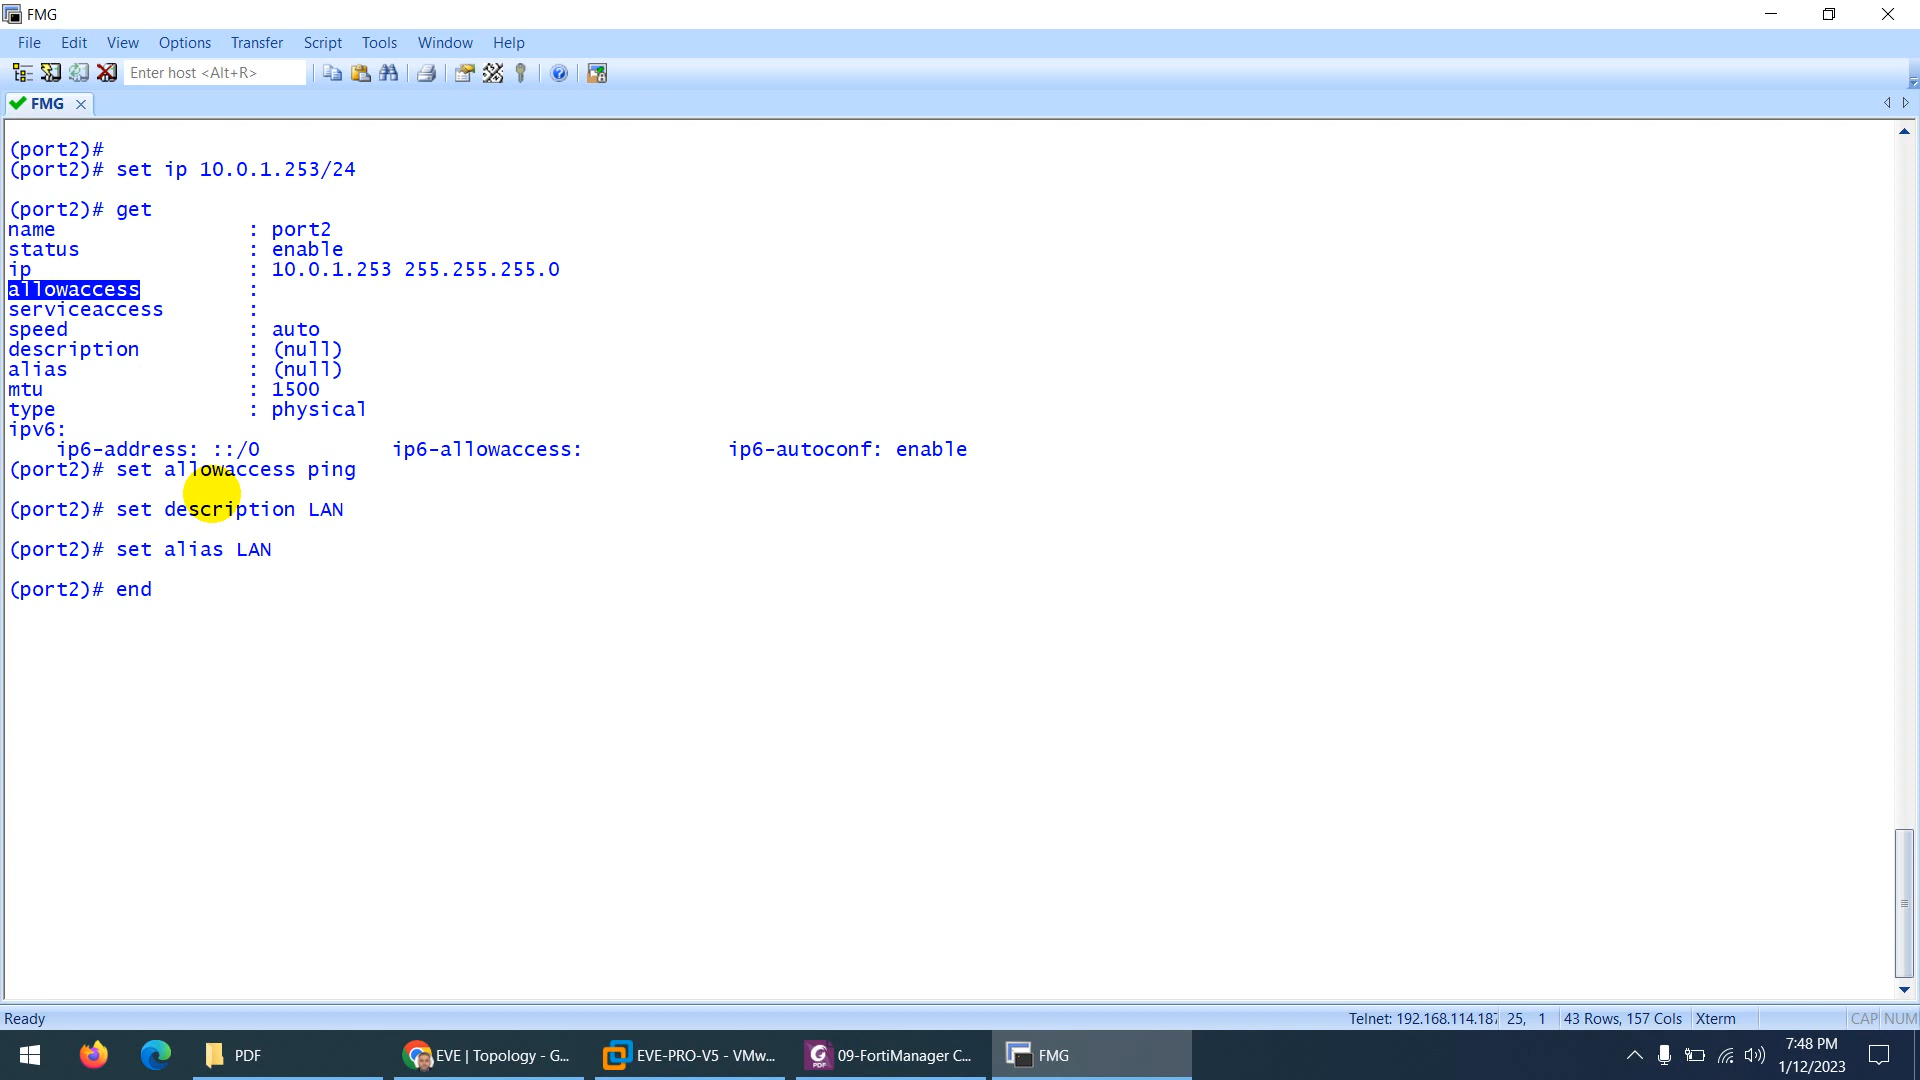 FMG
File Edit View Options Transfer Script Tools Window Help
Enter host <Alt+R>
FMG
(port2)#
(port2)# set ip 10.0.1.253/24
(port2)# get
name : port2
status : enable
ip : 10.0.1.253 255.255.255.0
allowaccess :
serviceaccess :
speed : auto
description : (null)
alias : (null)
mtu : 1500
type : physical
ipv6:
ip6-address: ::/0 ip6-allowaccess: ip6-autoconf: enable
(port2)# set allowaccess ping
(port2)# set description LAN
(port2)# set alias LAN
(port2)# end
Ready
Telnet: 192.168.114.187 25, 1 43 Rows, 157 Cols Xterm CAP NUM
PDF
EVE | Topology - G...
EVE-PRO-V5 - VMw...
09-FortiManager C...
FMG
7:48 PM
1/12/2023